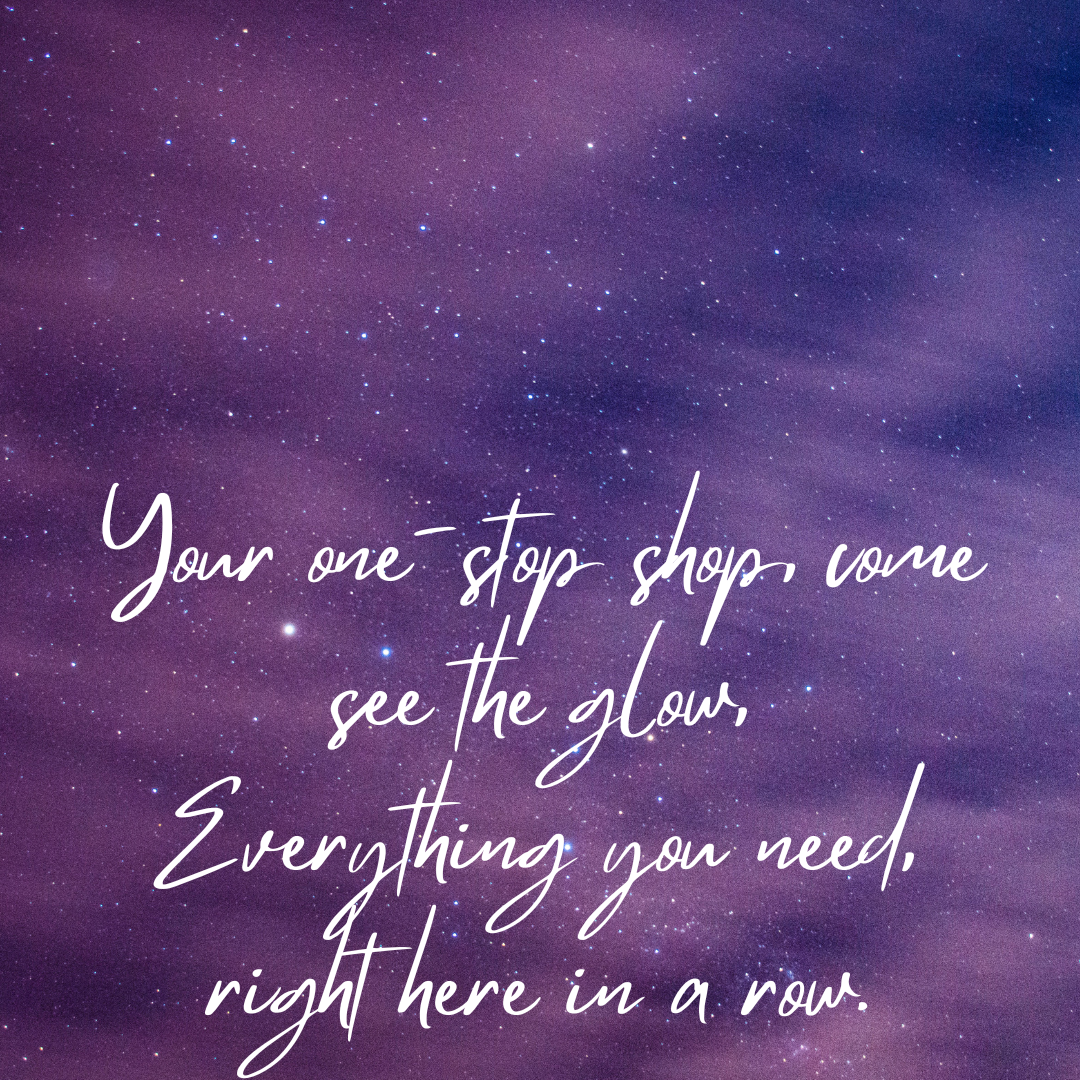 Your one-stop shop, come
see the glow,
Everything you need,
right here in a row.